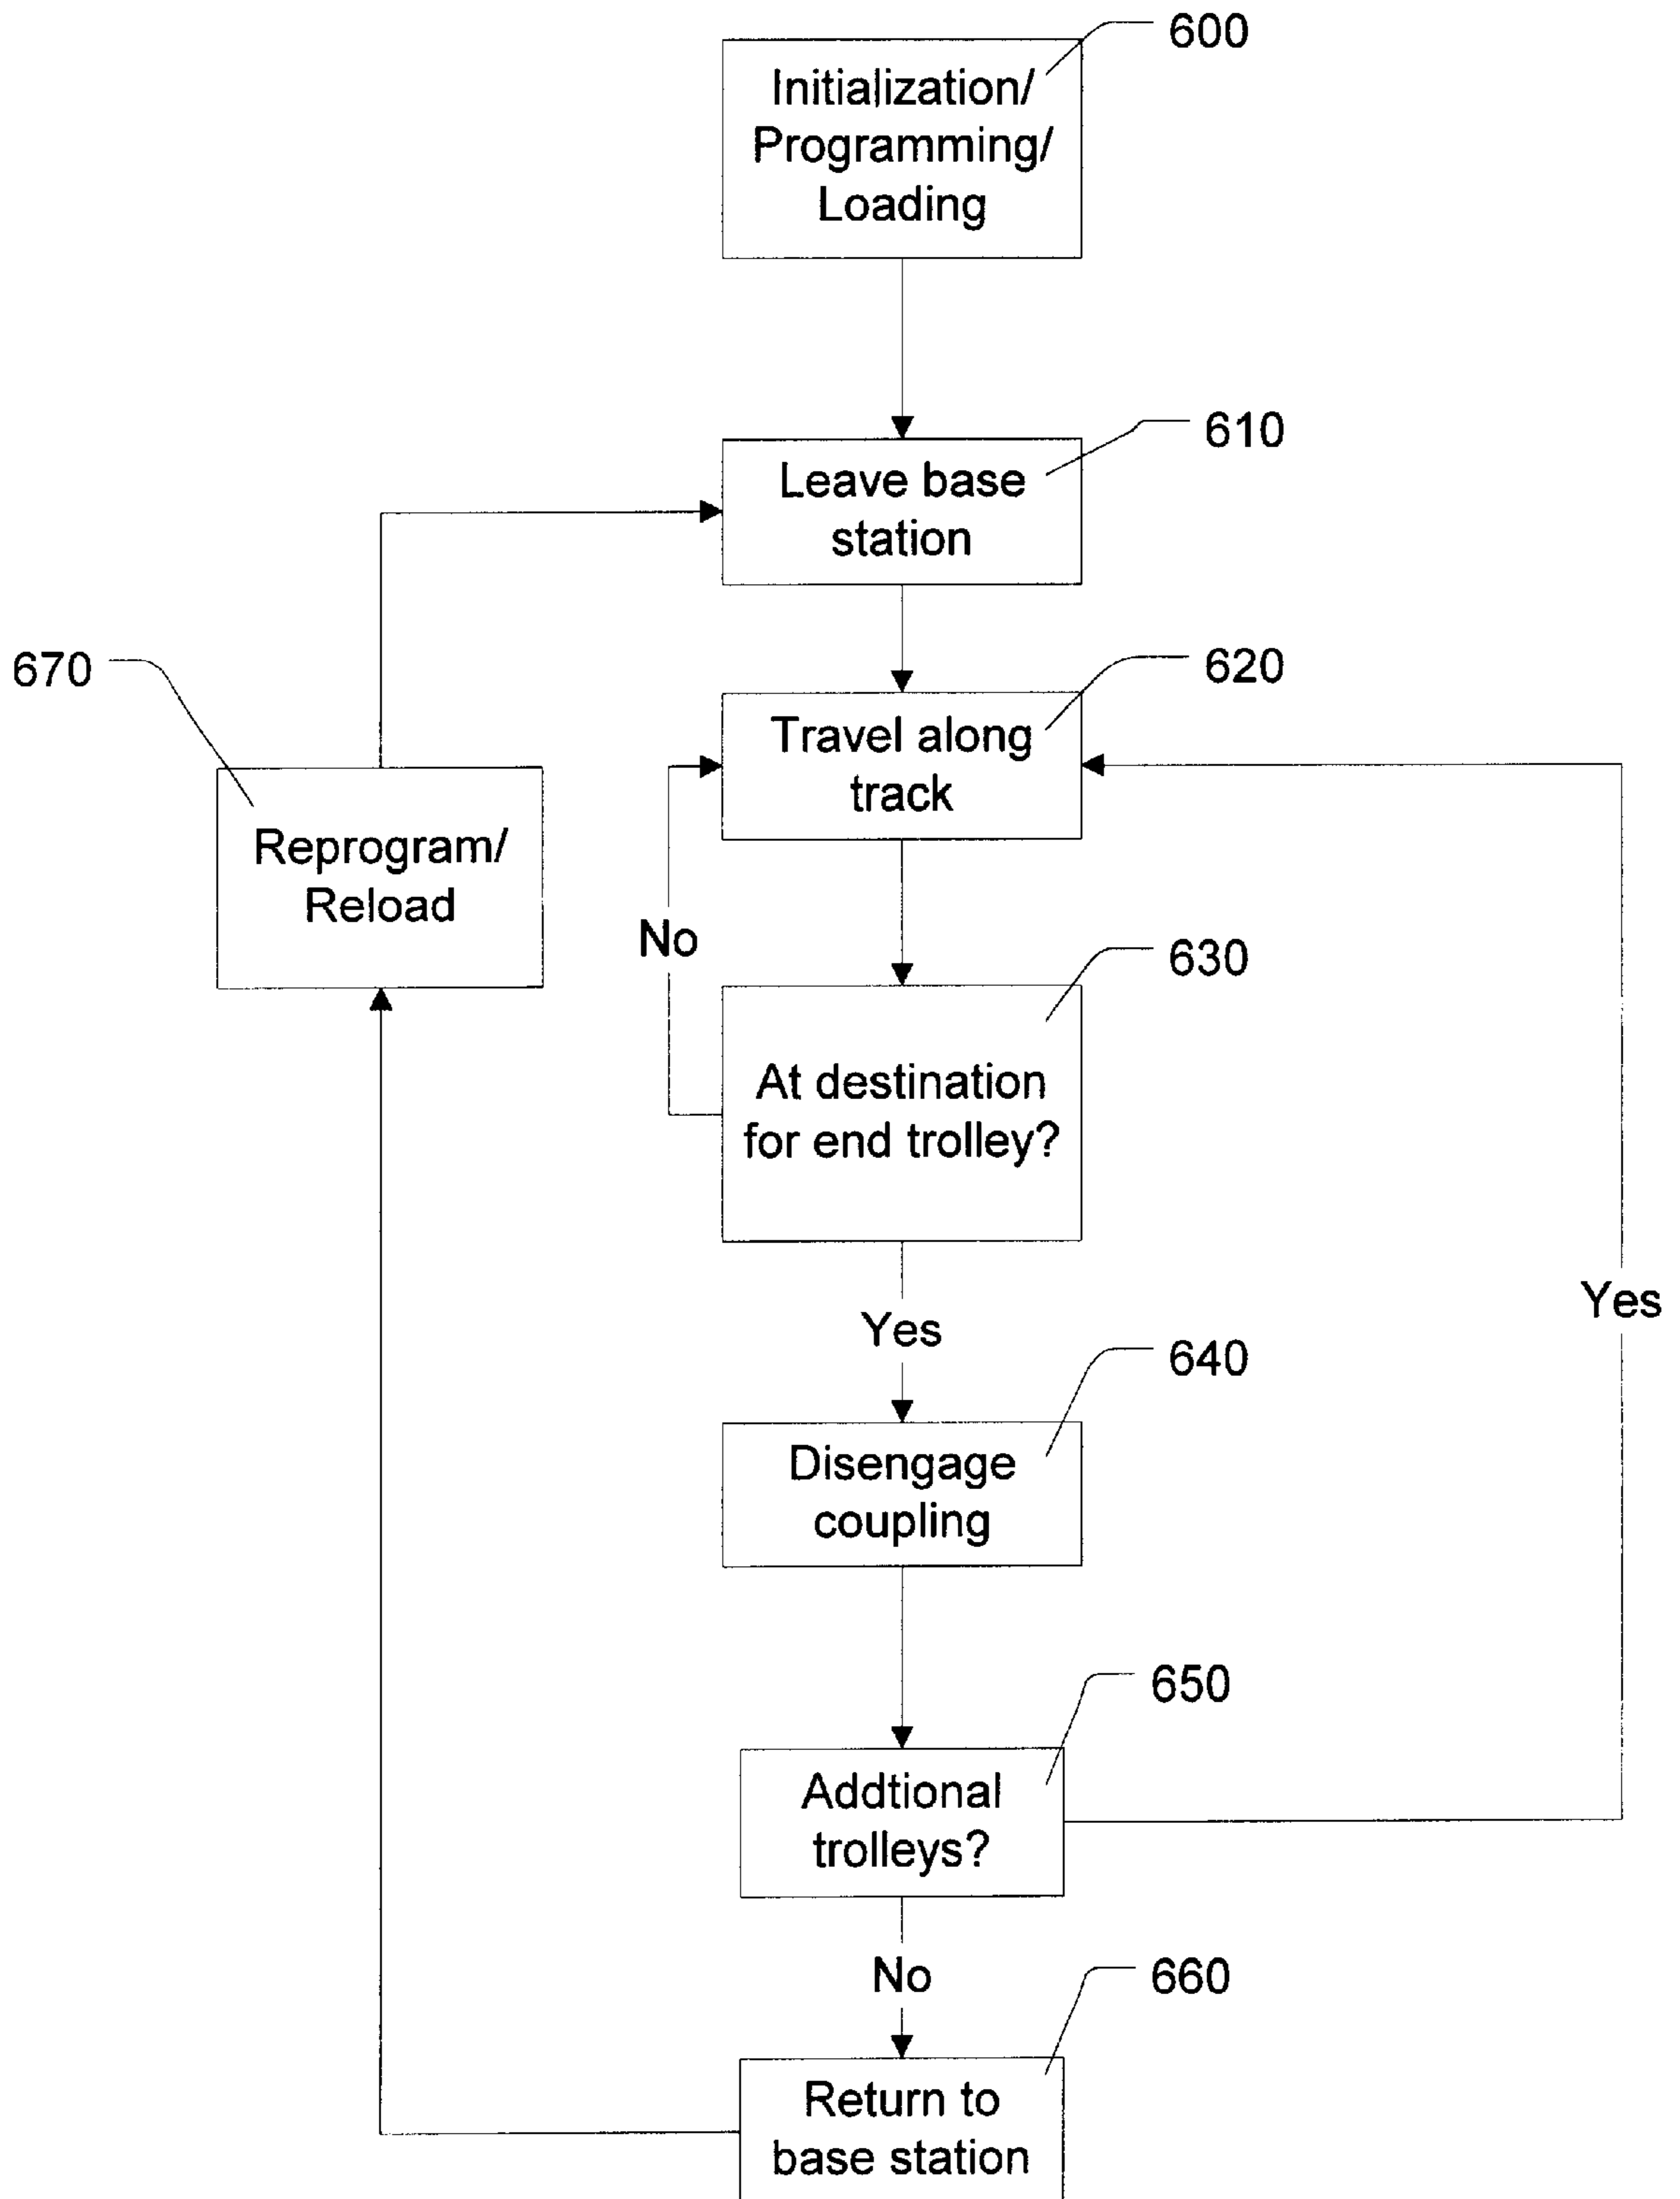 600
Initialization/
Programming/
Loading
610
Leave base
station
620
Travel along
track
670
Reprogram/
Reload
No
630
At destination
for end trolley?
Yes
Yes
640
Disengage
coupling
650
Addtional
trolleys?
No
660
Return to
base station